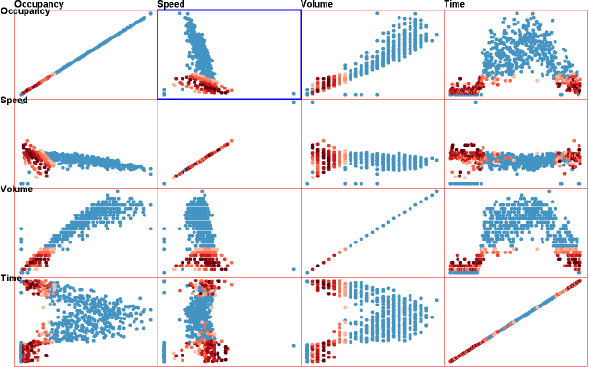 Occupancy Speed Volume Time
Occupancy
Speed
Volume
Time